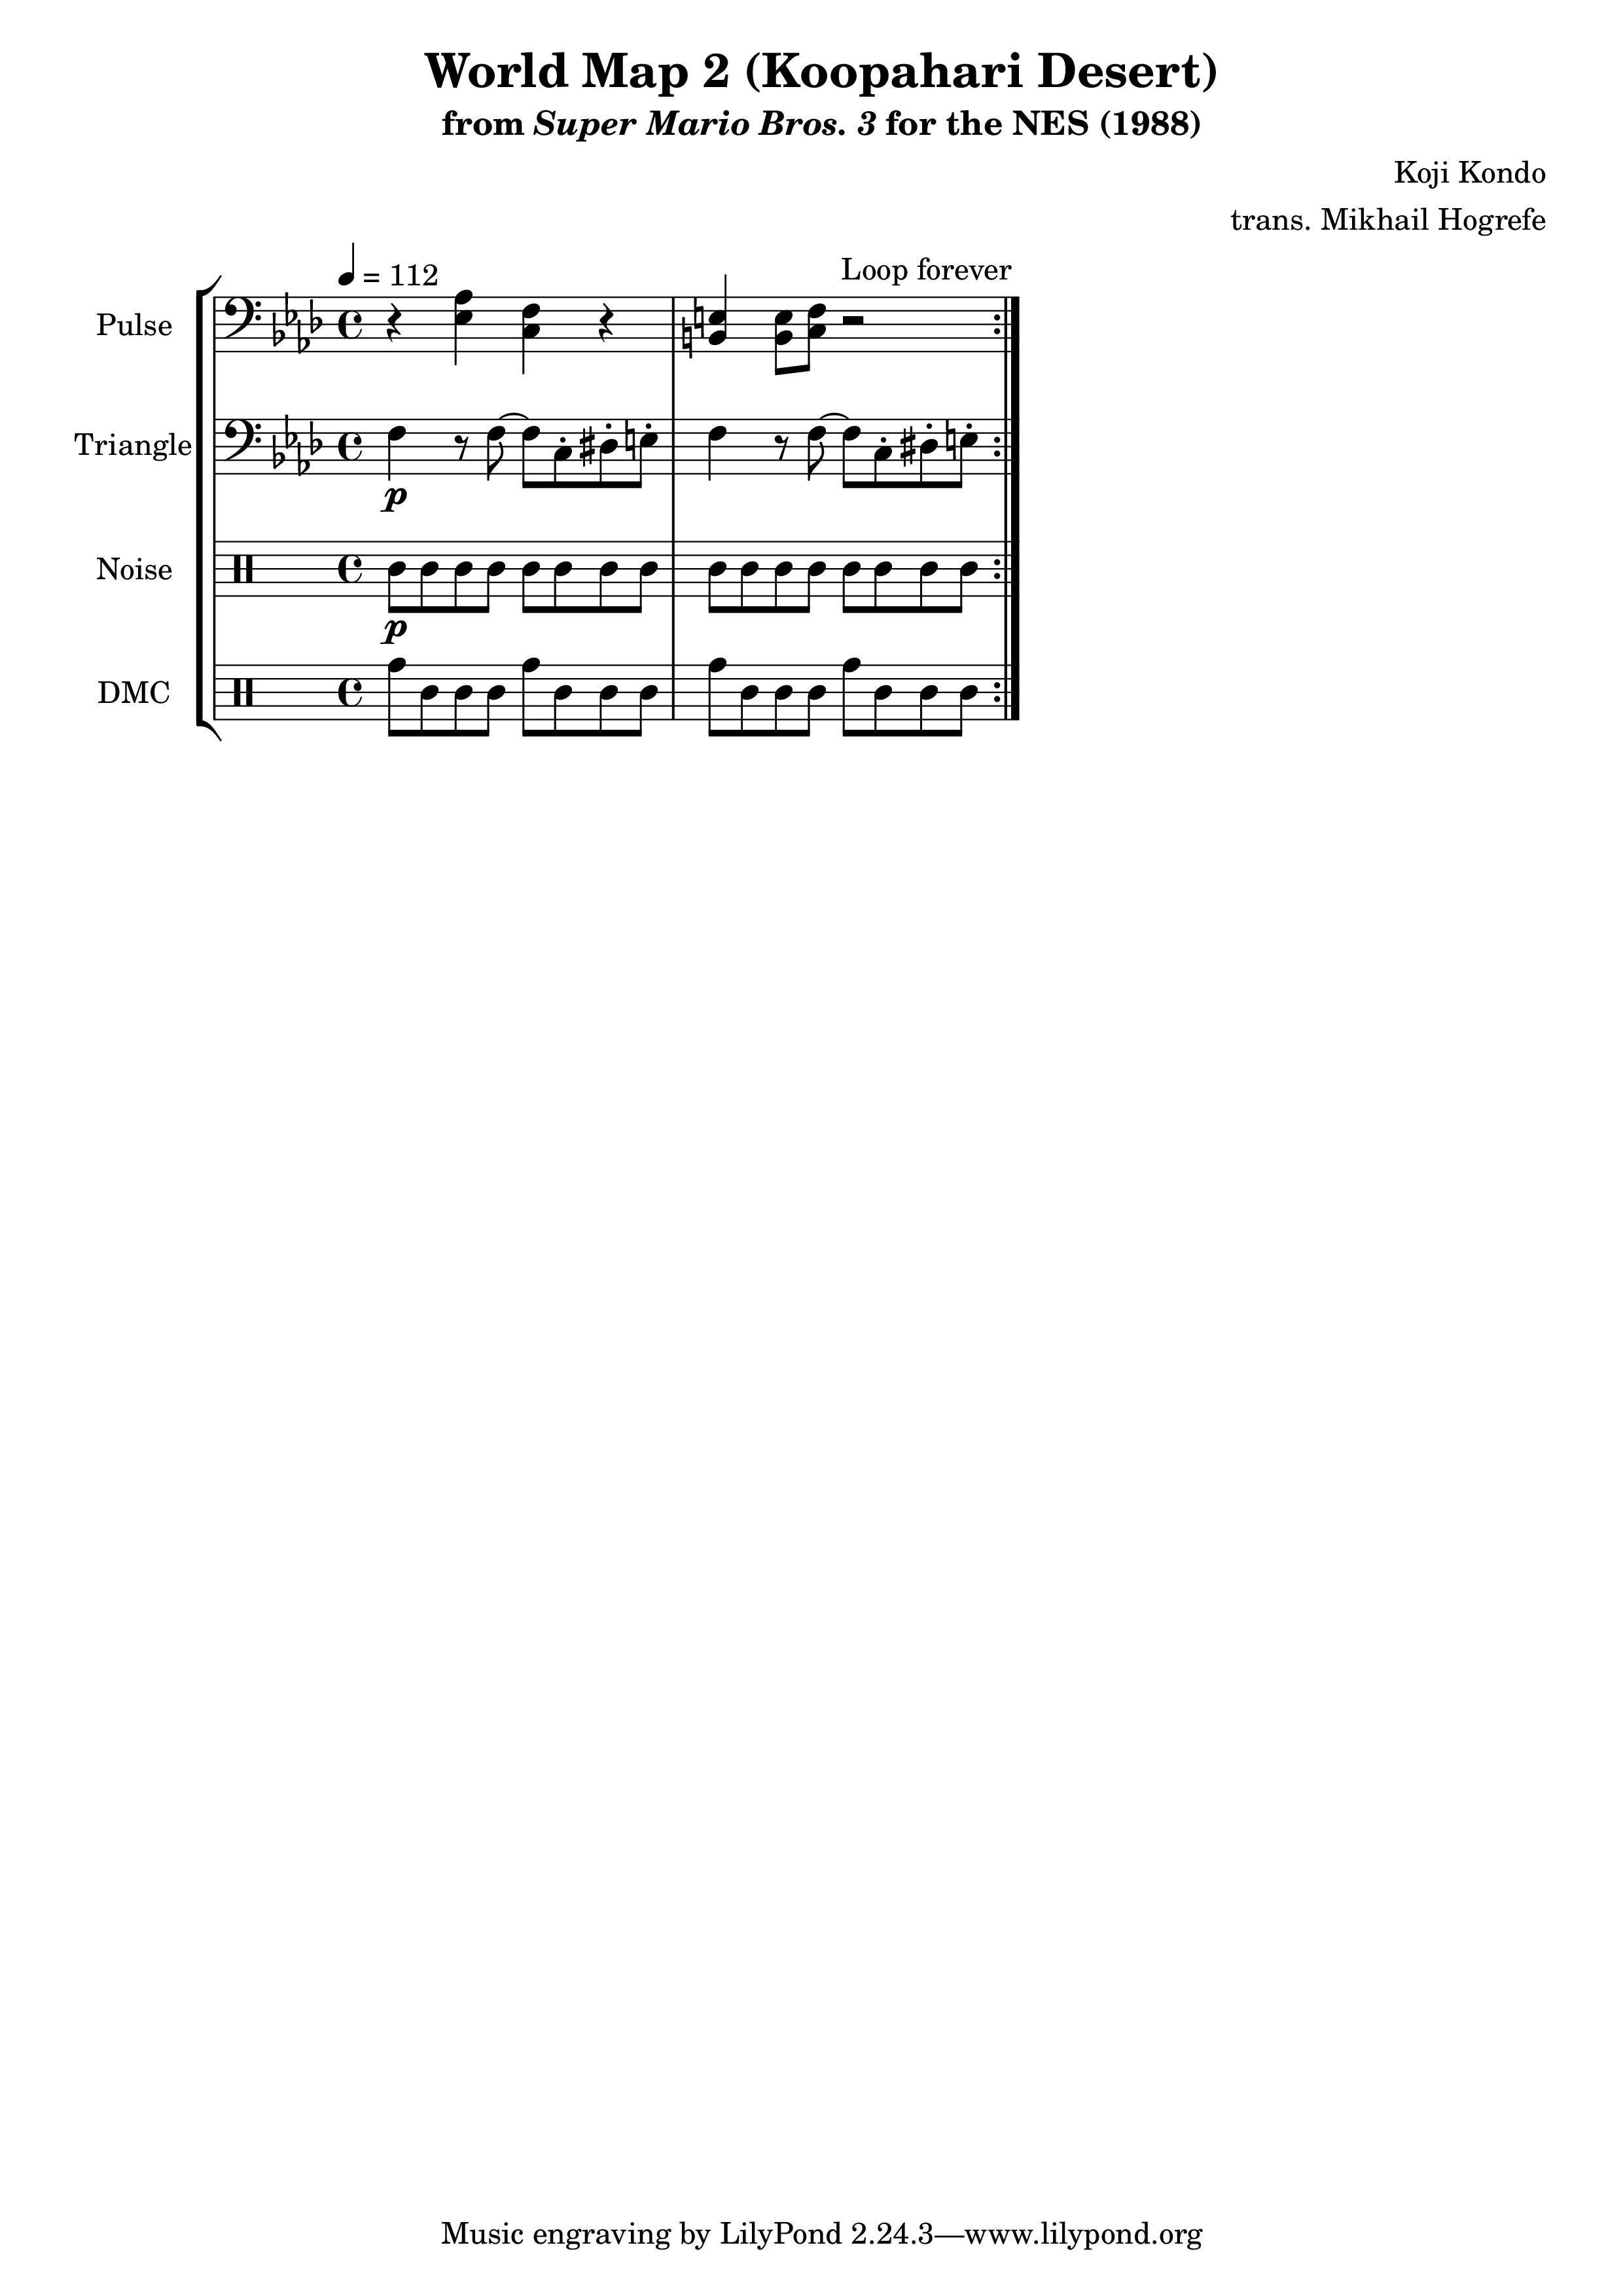 World Map 2 (Koopahari Desert)
from Super Mario Bros. 3 for the NES (1988)
Koji Kondo
trans. Mikhail Hogrefe
= 112
Loop forever
Pulse
Triangle
p
Noise
p
DMC
Music engraving by LilyPond 2.24.3—www.lilypond.org